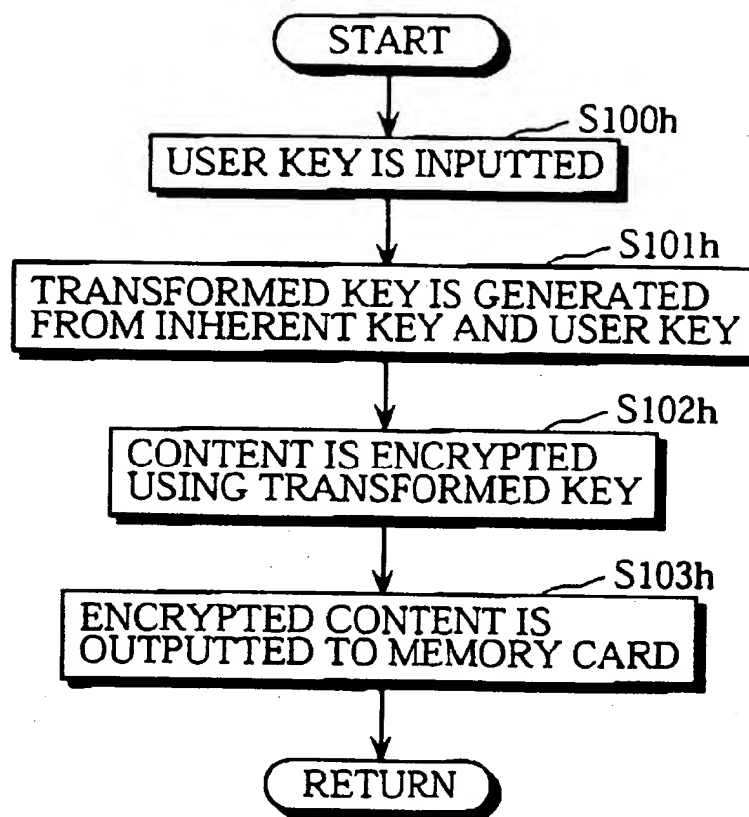 START
S100h
USER KEY IS INPUTTED
S101h
TRANSFORMED KEY IS GENERATED
FROM INHERENT KEY AND USER KEY
S102h
CONTENT IS ENCRYPTED
USING TRANSFORMED KEY
S103h
ENCRYPTED CONTENT IS
OUTPUTTED TO MEMORY CARD
RETURN